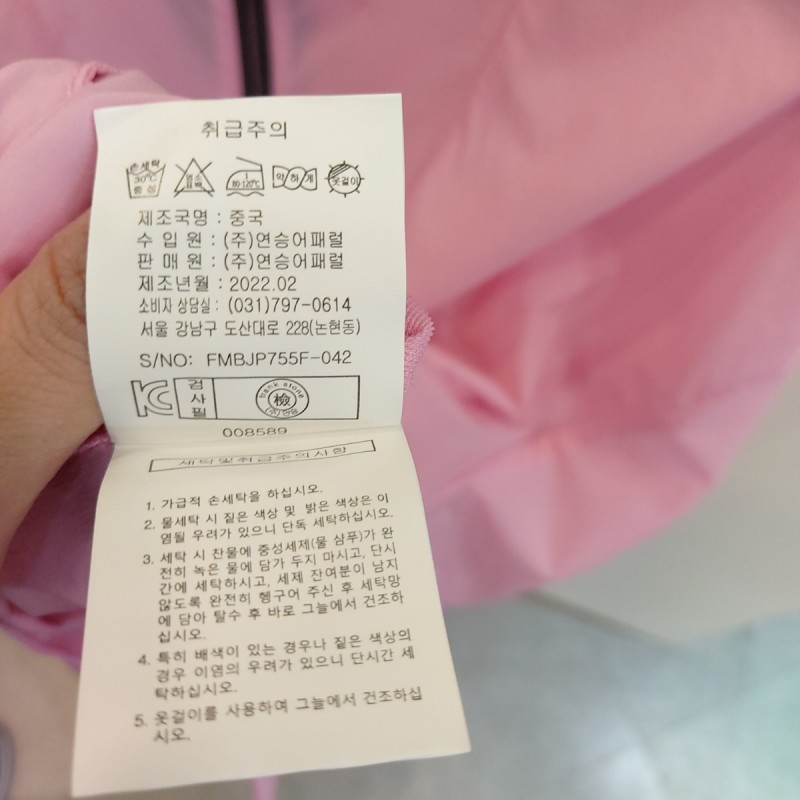 취급주의
손세탁 30℃ 중성 염소 표백 1 80-120℃ 약하게 옷걸이
제조국명 : 중국
수 입 원 : (주)연승어패럴
판 매 원 : (주)연승어패럴
제조년월 : 2022.02
소비자 상담실 : (031)797-0614
서울 강남구 도산대로 228(논현동)
S/NO: FMBJP755F-042
검사필 檢
008589
세탁및취급주의사항
1. 가급적 손세탁을 하십시오.
2. 물세탁 시 짙은 색상 및 밝은 색상은 이
염될 우려가 있으니 단독 세탁하십시오.
3. 세탁 시 찬물에 중성세제(물 샴푸)가 완
전히 녹은 물에 담가 두지 마시고, 단시
간에 세탁하시고, 세제 잔여분이 남지
않도록 완전히 헹구어 주신 후 세탁망
에 담아 탈수 후 바로 그늘에서 건조하
십시오.
4. 특히 배색이 있는 경우나 짙은 색상의
경우 이염의 우려가 있으니 단시간 세
탁하십시오.
5. 옷걸이를 사용하여 그늘에서 건조하십
시오.